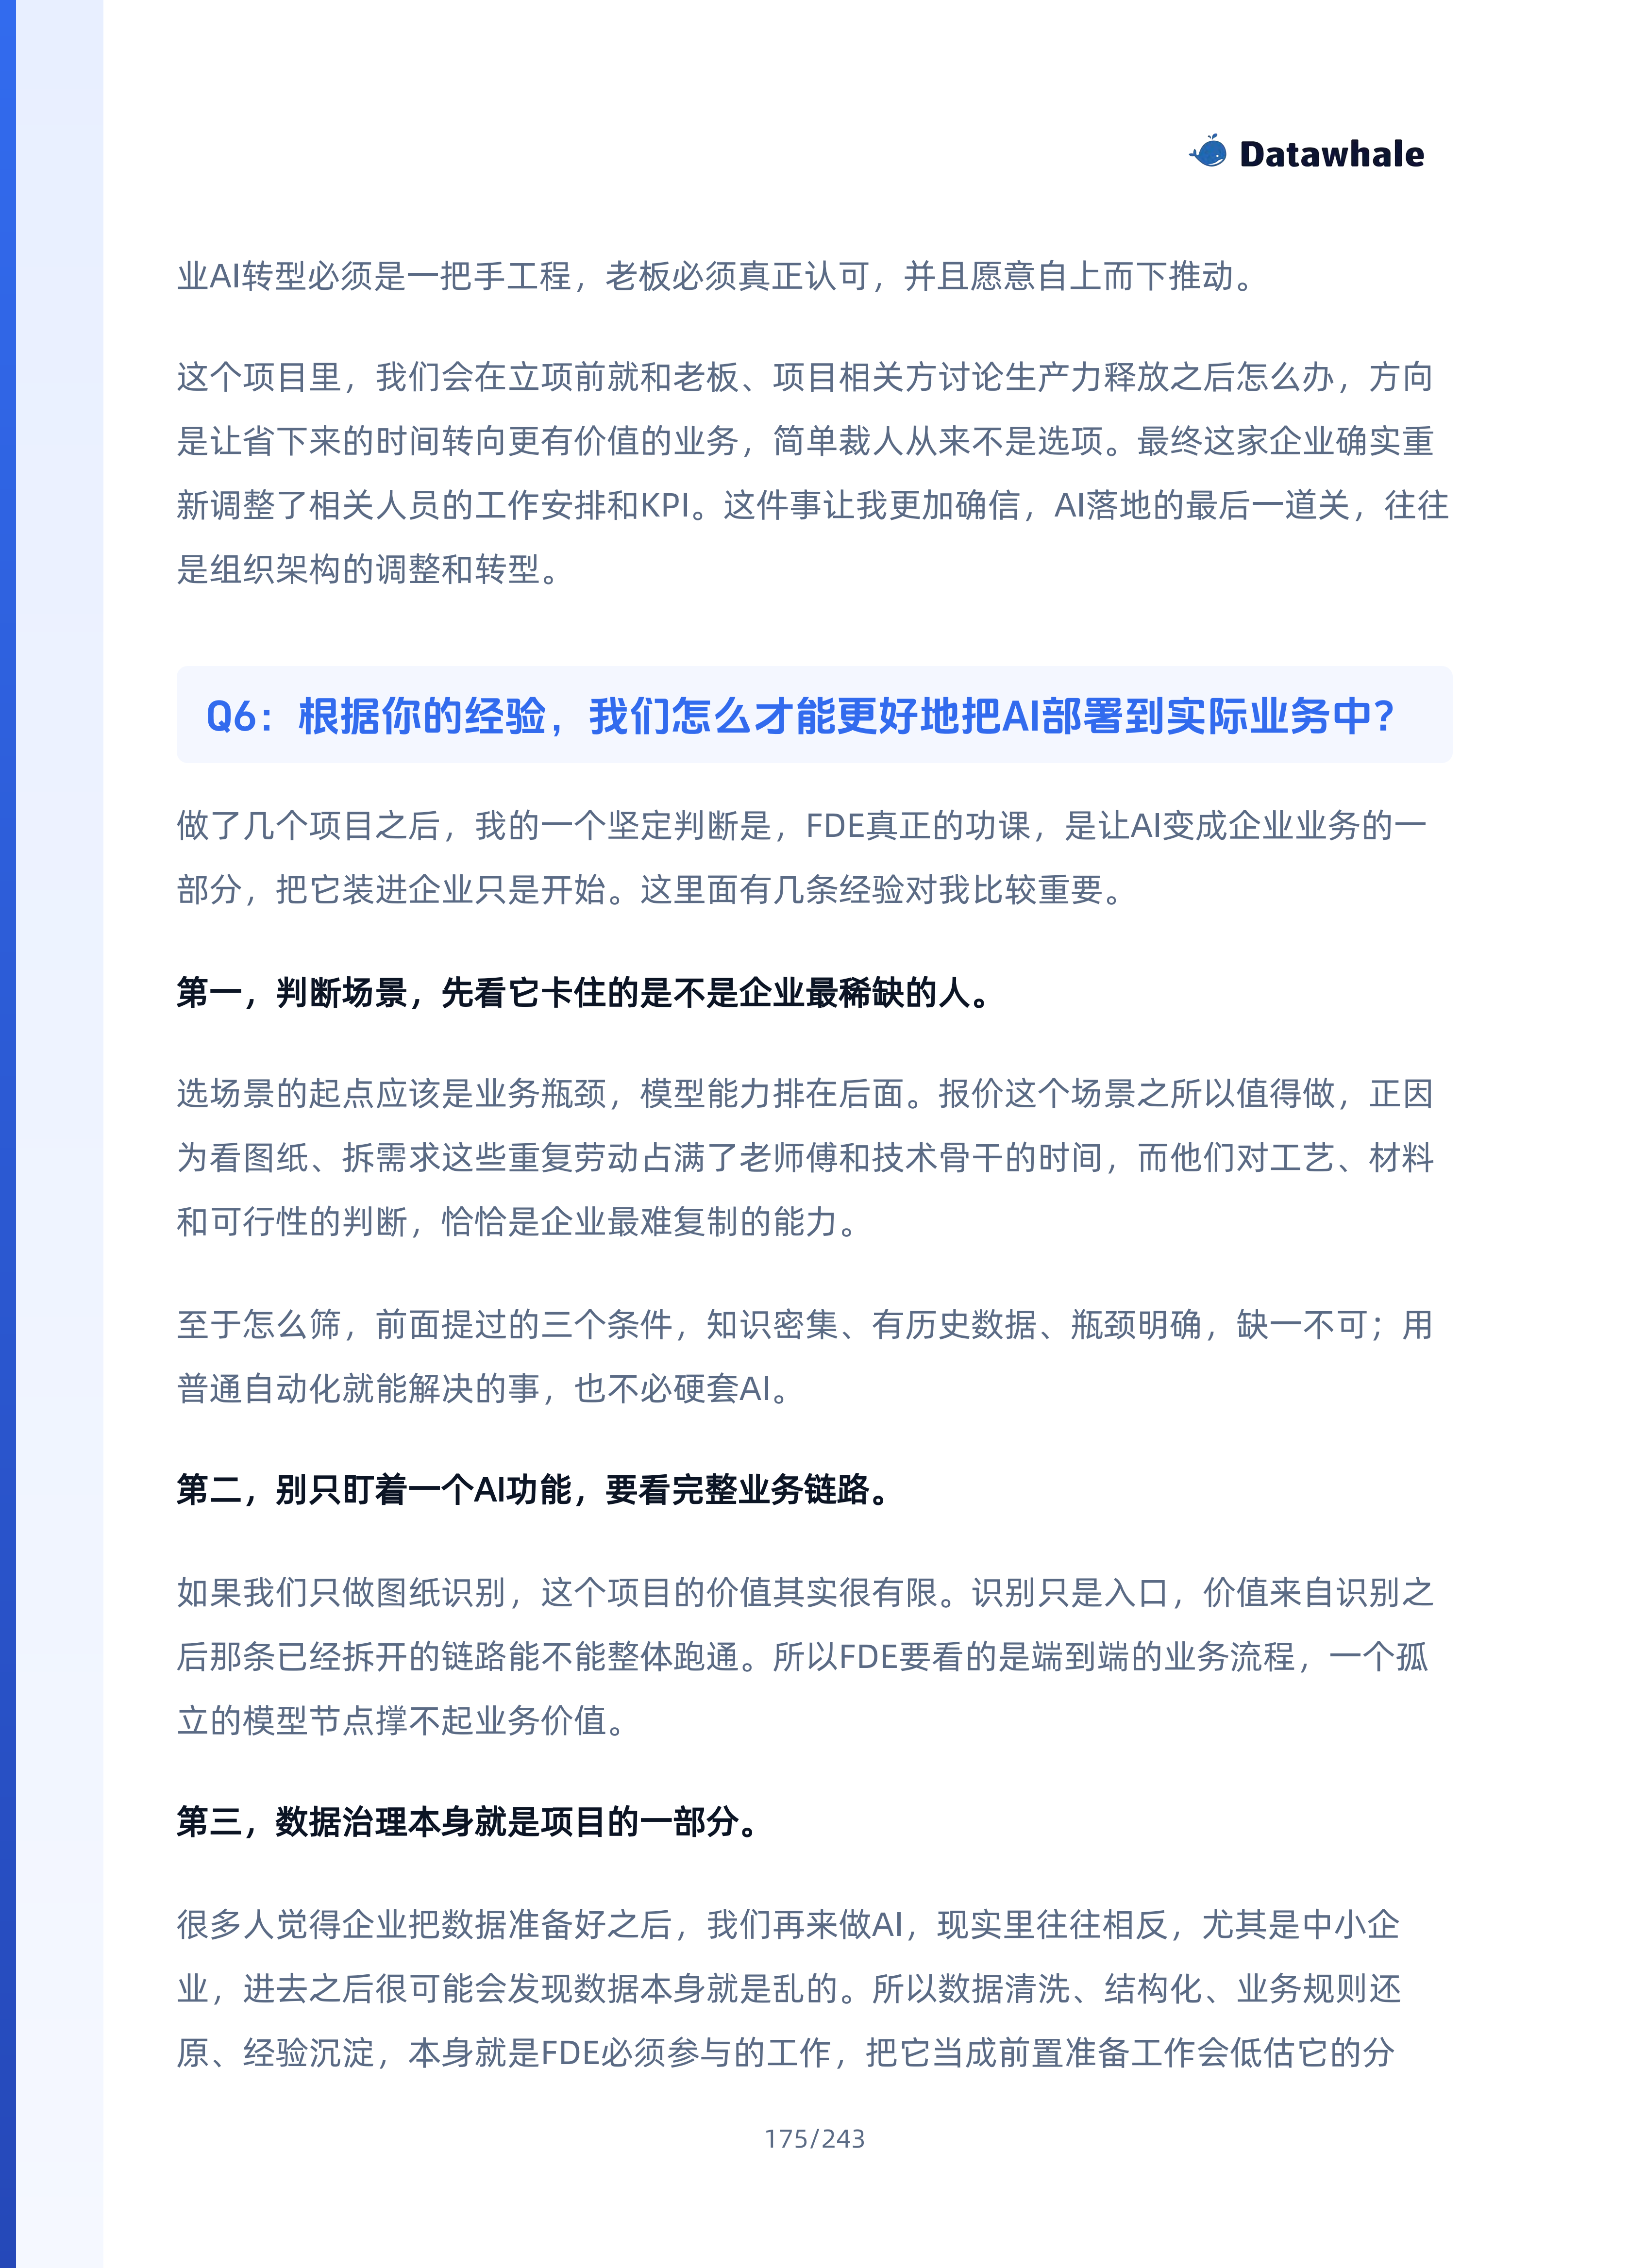 Datawhale
业AI转型必须是一把手工程，老板必须真正认可，并且愿意自上而下推动。
这个项目里，我们会在立项前就和老板、项目相关方讨论生产力释放之后怎么办，方向
是让省下来的时间转向更有价值的业务，简单裁人从来不是选项。最终这家企业确实重
新调整了相关人员的工作安排和KPI。这件事让我更加确信，AI落地的最后一道关，往往
是组织架构的调整和转型。
Q6：根据你的经验，我们怎么才能更好地把AI部署到实际业务中？
做了几个项目之后，我的一个坚定判断是，FDE真正的功课，是让AI变成企业业务的一
部分，把它装进企业只是开始。这里面有几条经验对我比较重要。
第一，判断场景，先看它卡住的是不是企业最稀缺的人。
选场景的起点应该是业务瓶颈，模型能力排在后面。报价这个场景之所以值得做，正因
为看图纸、拆需求这些重复劳动占满了老师傅和技术骨干的时间，而他们对工艺、材料
和可行性的判断，恰恰是企业最难复制的能力。
至于怎么筛，前面提过的三个条件，知识密集、有历史数据、瓶颈明确，缺一不可；用
普通自动化就能解决的事，也不必硬套AI。
第二，别只盯着一个AI功能，要看完整业务链路。
如果我们只做图纸识别，这个项目的价值其实很有限。识别只是入口，价值来自识别之
后那条已经拆开的链路能不能整体跑通。所以FDE要看的是端到端的业务流程，一个孤
立的模型节点撑不起业务价值。
第三，数据治理本身就是项目的一部分。
很多人觉得企业把数据准备好之后，我们再来做AI，现实里往往相反，尤其是中小企
业，进去之后很可能会发现数据本身就是乱的。所以数据清洗、结构化、业务规则还
原、经验沉淀，本身就是FDE必须参与的工作，把它当成前置准备工作会低估它的分
175/243